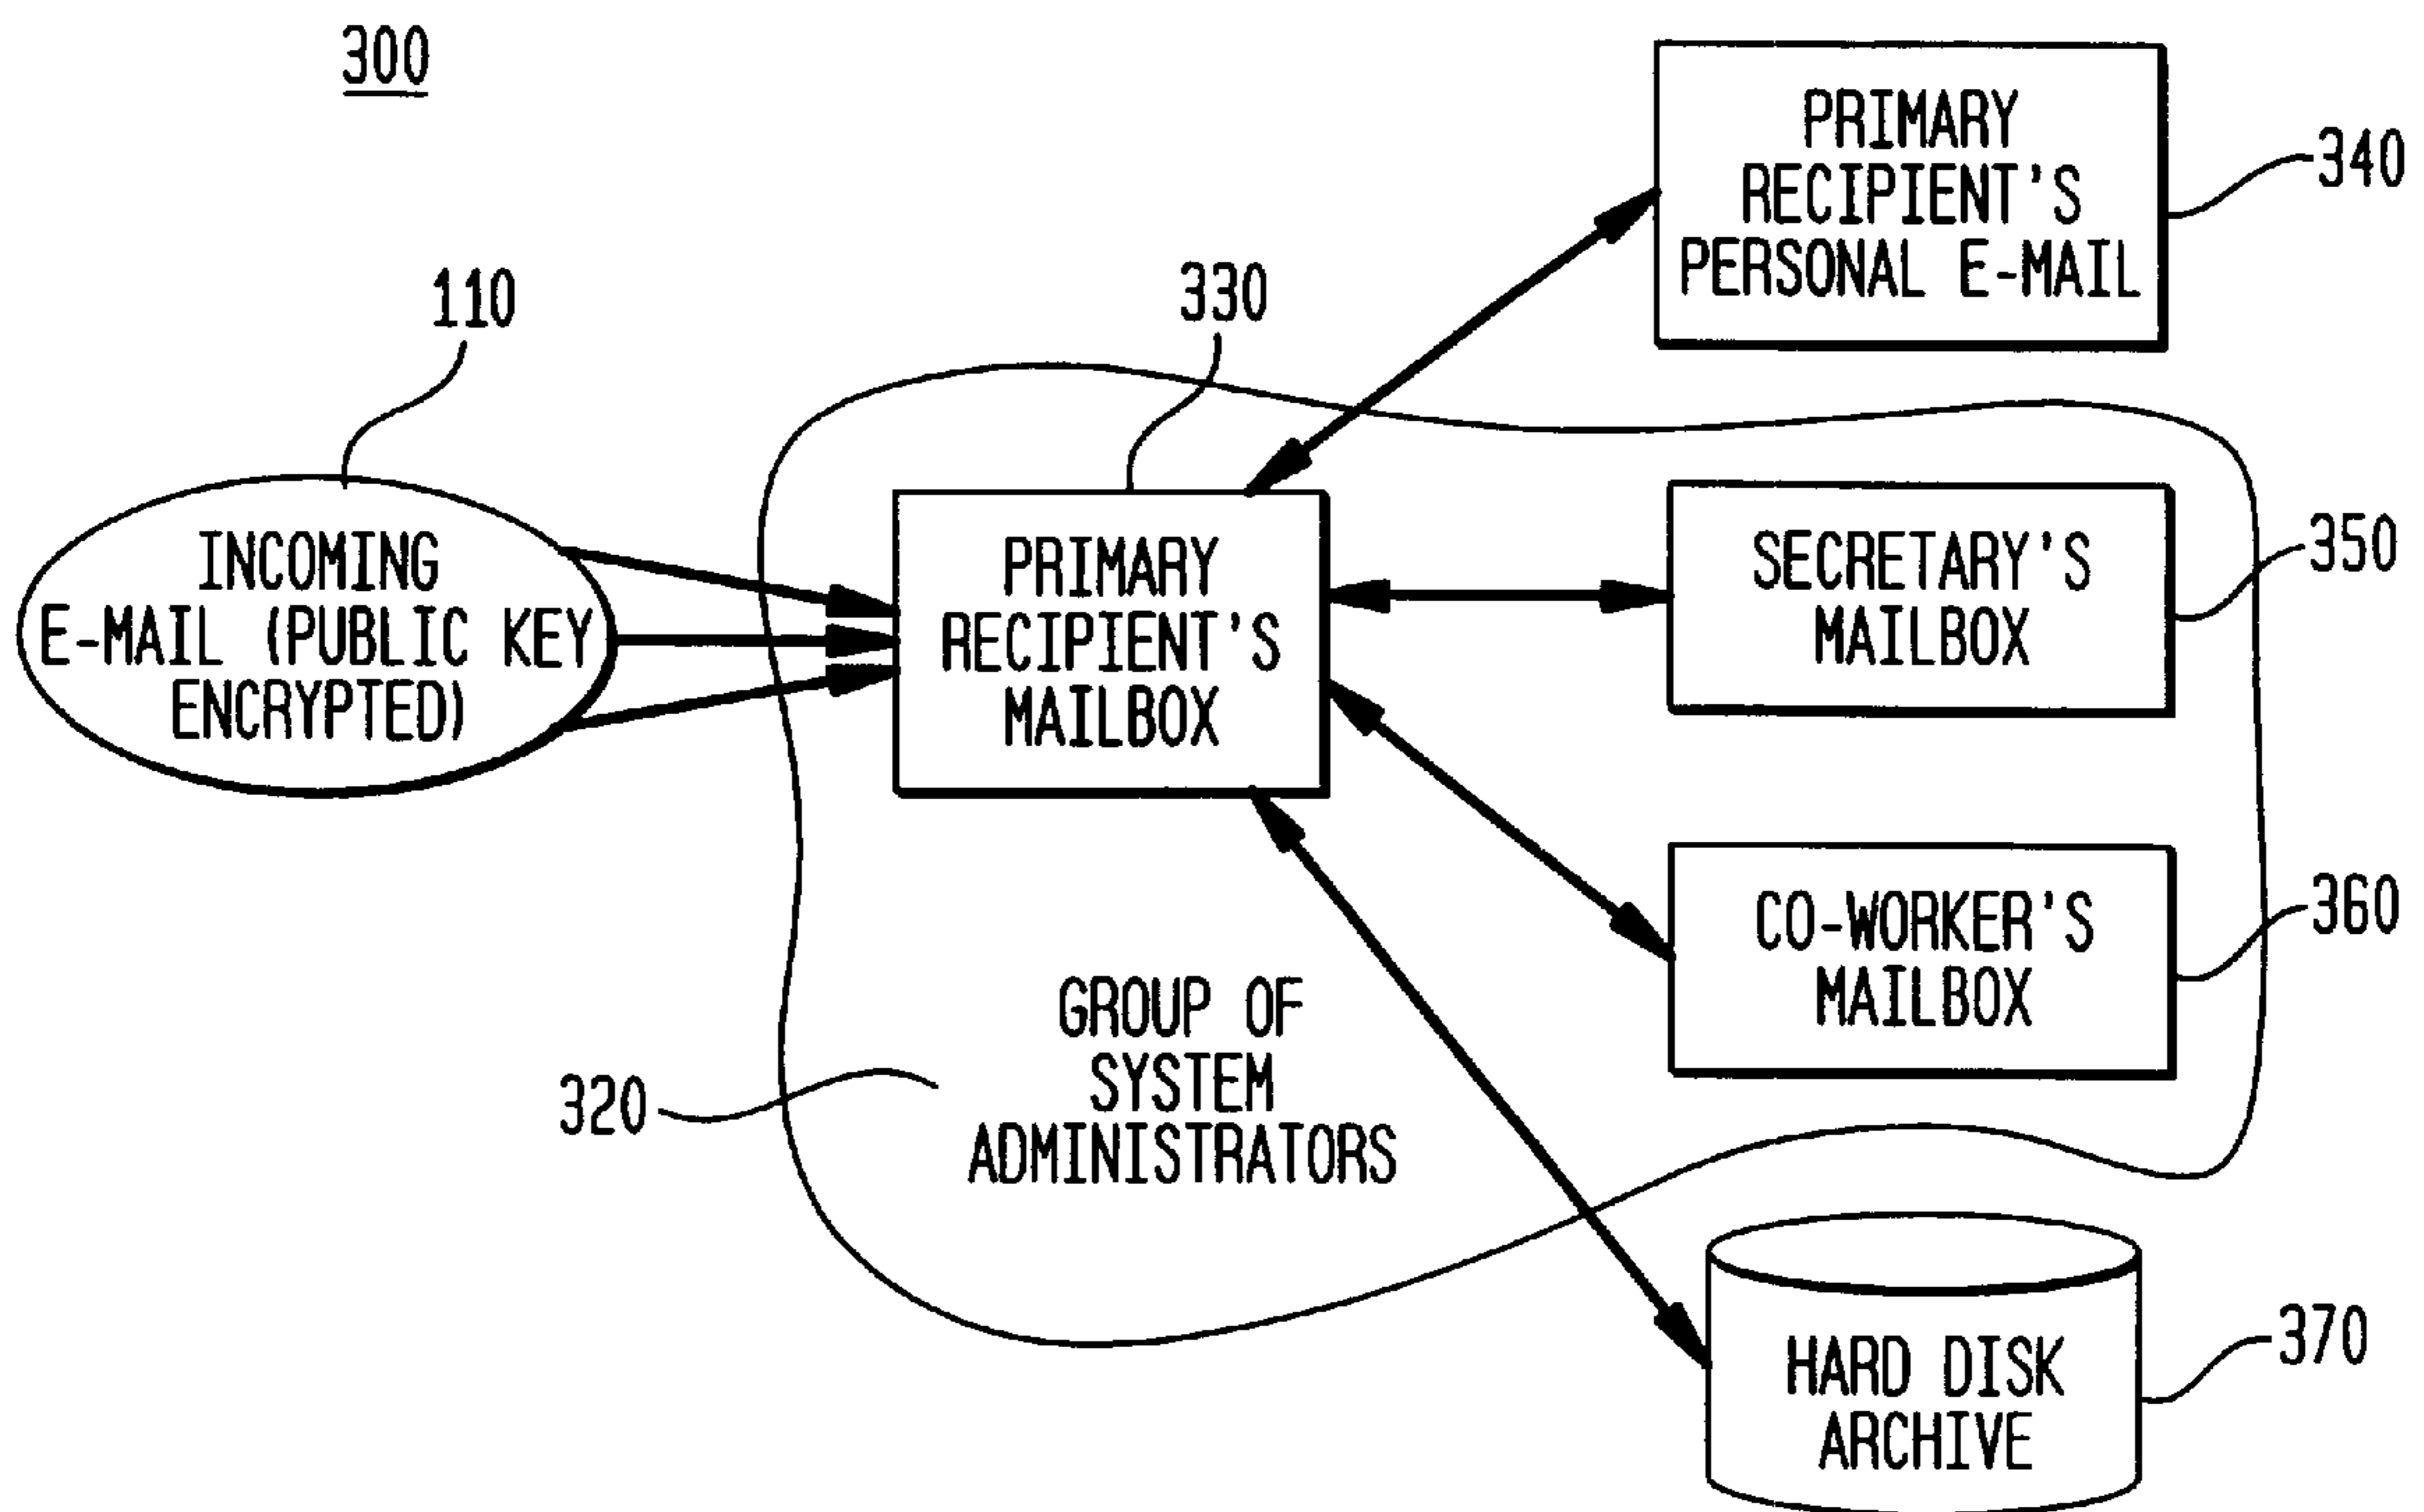 300
PRIMARY
RECIPIENT'S
PERSONAL E-MAIL
340
110
330
INCOMING
E-MAIL (PUBLIC KEY
ENCRYPTED)
PRIMARY
RECIPIENT'S
MAILBOX
SECRETARY'S
MAILBOX
350
CO-WORKER'S
MAILBOX
360
GROUP OF
SYSTEM
ADMINISTRATORS
320
HARD DISK
ARCHIVE
370